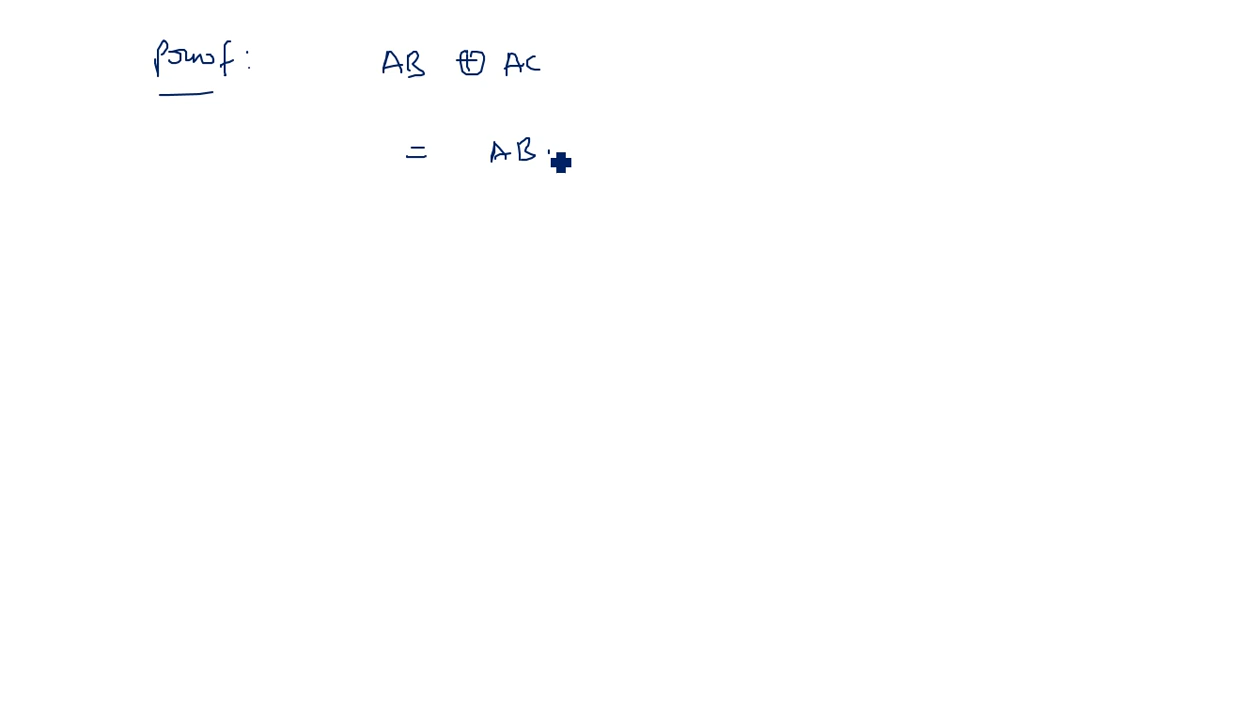 Proof: AB ⊕ AC
= AB ·